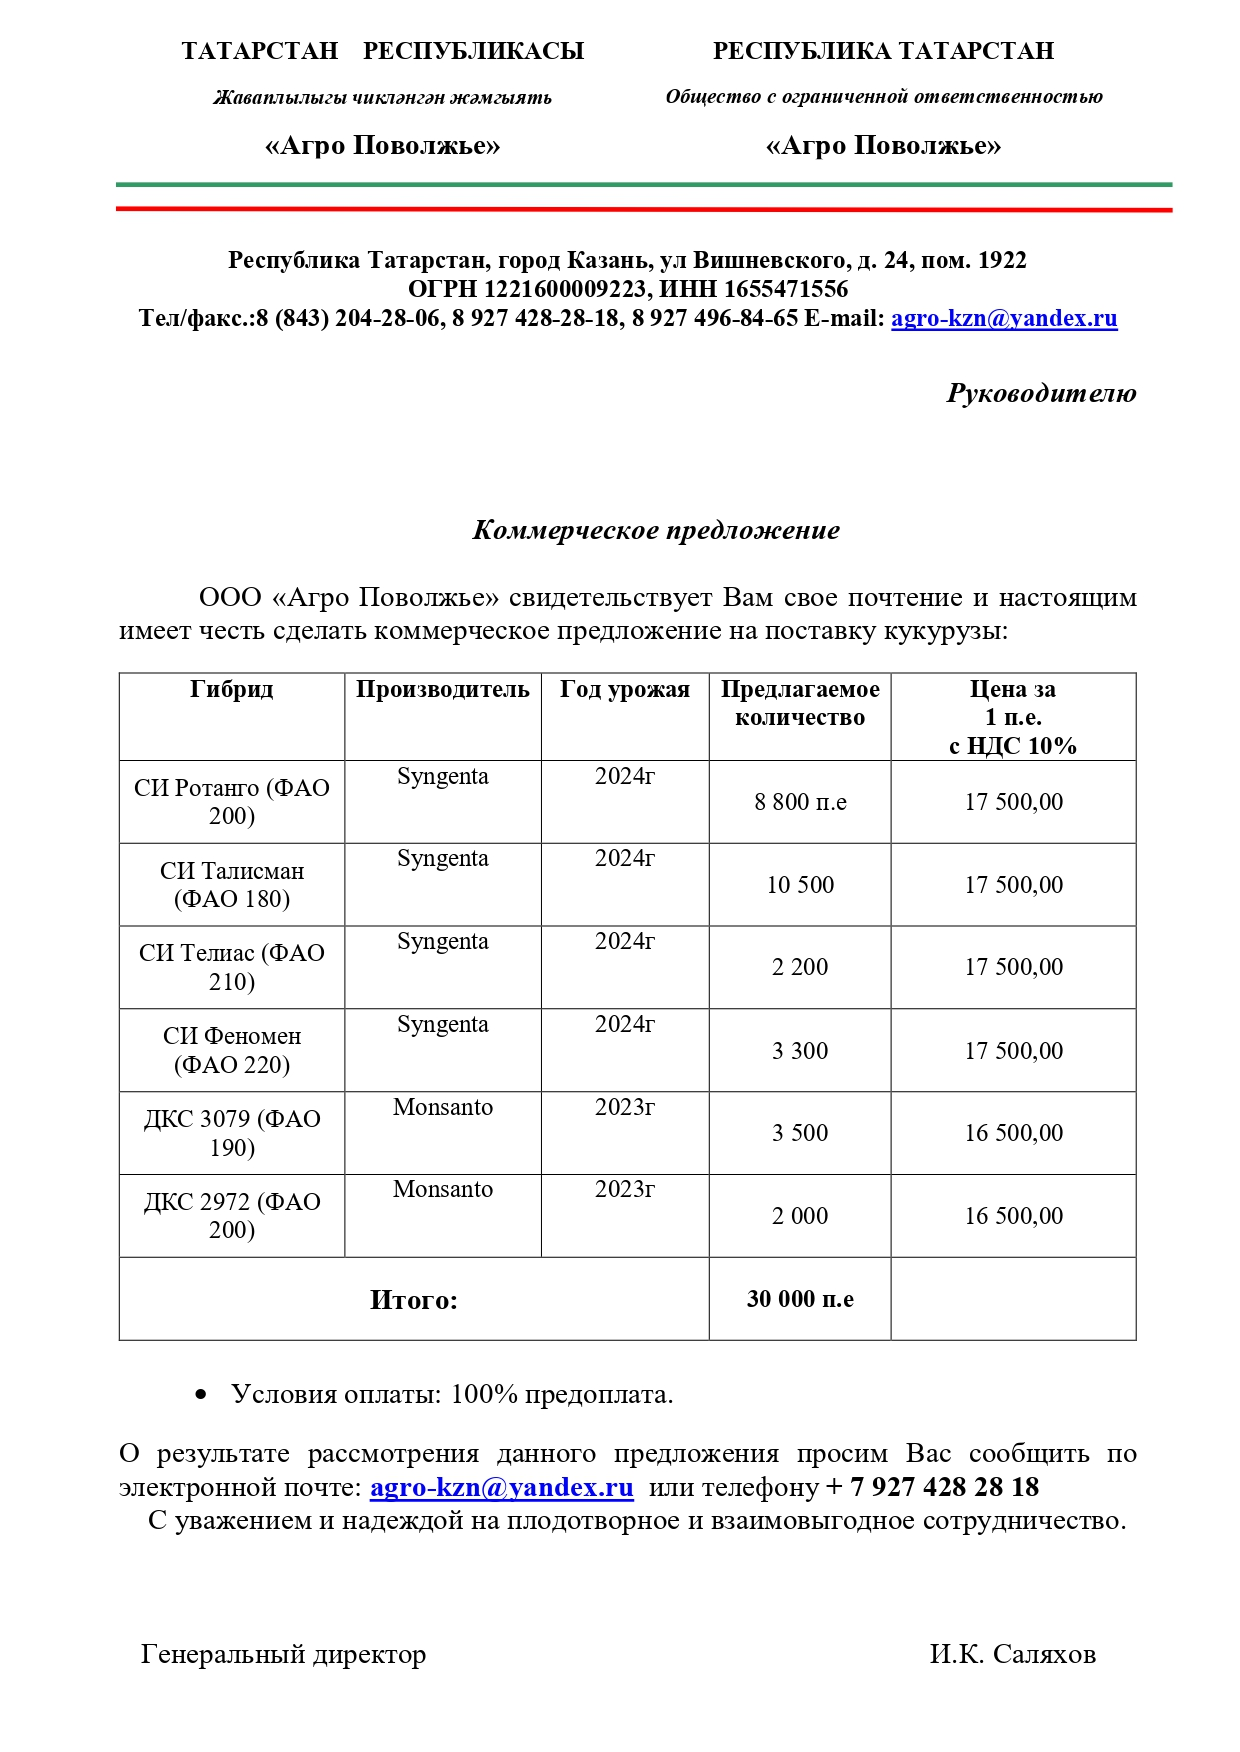 ТАТАРСТАН РЕСПУБЛИКАСЫ
Җаваплылыгы чикләнгән җәмгыять
«Агро Поволжье»
РЕСПУБЛИКА ТАТАРСТАН
Общество с ограниченной ответственностью
«Агро Поволжье»
Республика Татарстан, город Казань, ул Вишневского, д. 24, пом. 1922
ОГРН 1221600009223, ИНН 1655471556
Тел/факс.:8 (843) 204-28-06, 8 927 428-28-18, 8 927 496-84-65 E-mail: agro-kzn@yandex.ru
Руководителю
Коммерческое предложение
ООО «Агро Поволжье» свидетельствует Вам свое почтение и настоящим
имеет честь сделать коммерческое предложение на поставку кукурузы:
Гибрид
Производитель
Год урожая
Предлагаемое
количество
Цена за
1 п.е.
с НДС 10%
СИ Ротанго (ФАО
200)
Syngenta
2024г
8 800 п.е
17 500,00
СИ Талисман
(ФАО 180)
Syngenta
2024г
10 500
17 500,00
СИ Телиас (ФАО
210)
Syngenta
2024г
2 200
17 500,00
СИ Феномен
(ФАО 220)
Syngenta
2024г
3 300
17 500,00
ДКС 3079 (ФАО
190)
Monsanto
2023г
3 500
16 500,00
ДКС 2972 (ФАО
200)
Monsanto
2023г
2 000
16 500,00
Итого:
30 000 п.е
• Условия оплаты: 100% предоплата.
О результате рассмотрения данного предложения просим Вас сообщить по
электронной почте: agro-kzn@yandex.ru или телефону + 7 927 428 28 18
С уважением и надеждой на плодотворное и взаимовыгодное сотрудничество.
Генеральный директор И.К. Саляхов